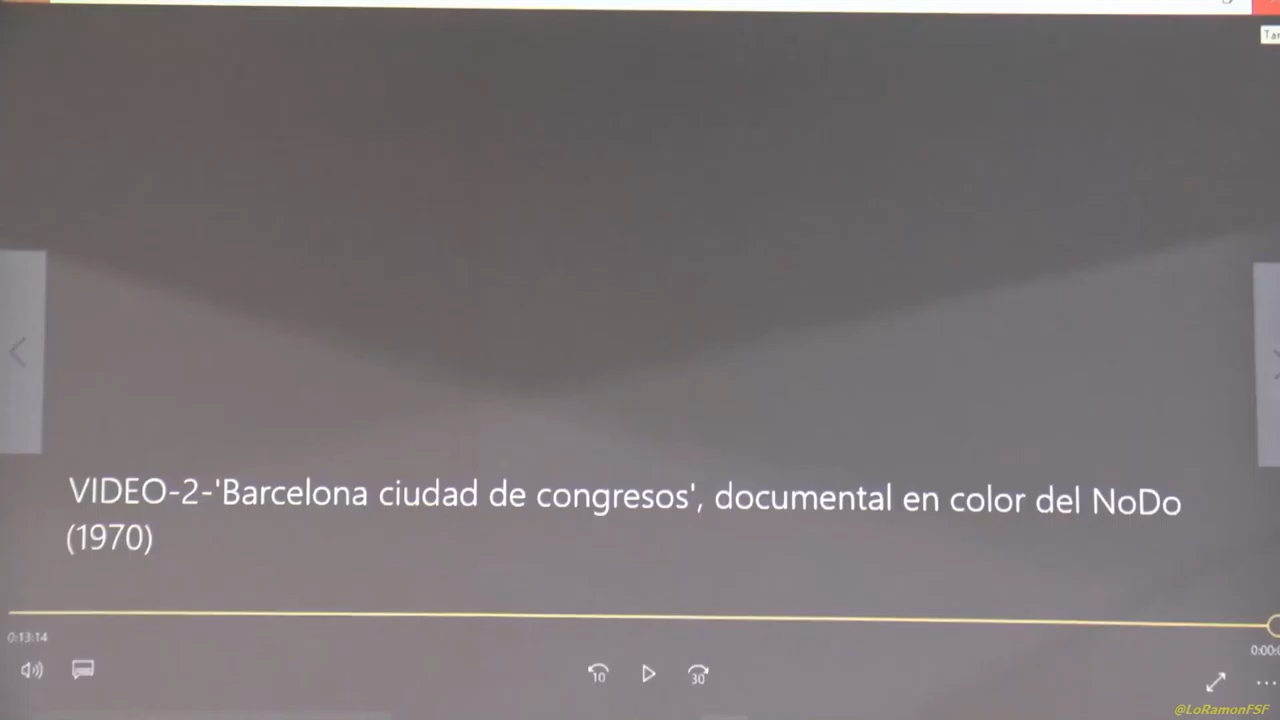 VIDEO-2-'Barcelona ciudad de congresos', documental en color del NoDo
(1970)
0:13:14
10
30
@LoRamonFSF